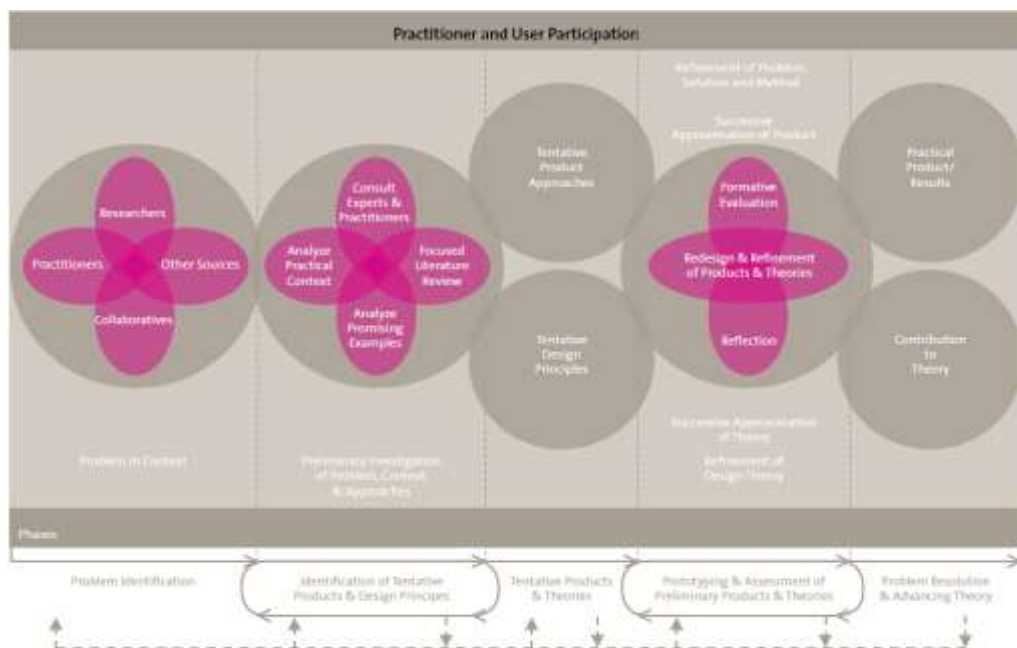 Practitioner and User Participation
Researchers
Practitioners
Other Sources
Collaboratives
Problem in Context
Consult
Experts &
Practitioners
Analyze
Practical
Context
Focused
Literature
Review
Analyze
Promising
Examples
Preliminary Investigation
of Problem, Context,
& Approaches
Tentative
Product
Approaches
Tentative
Design
Principles
Refinement of Problem,
Solution and Method
Successive
Approximation of Product
Formative
Evaluation
Redesign & Refinement
of Products & Theories
Reflection
Successive Approximation
of Theory
Refinement of
Design Theory
Practical
Product/
Results
Contribution
to
Theory
Phases
Problem Identification
Identification of Tentative
Products & Design Principes
Tentative Products
& Theories
Prototyping & Assessment of
Preliminary Products & Theories
Problem Resolution
& Advancing Theory